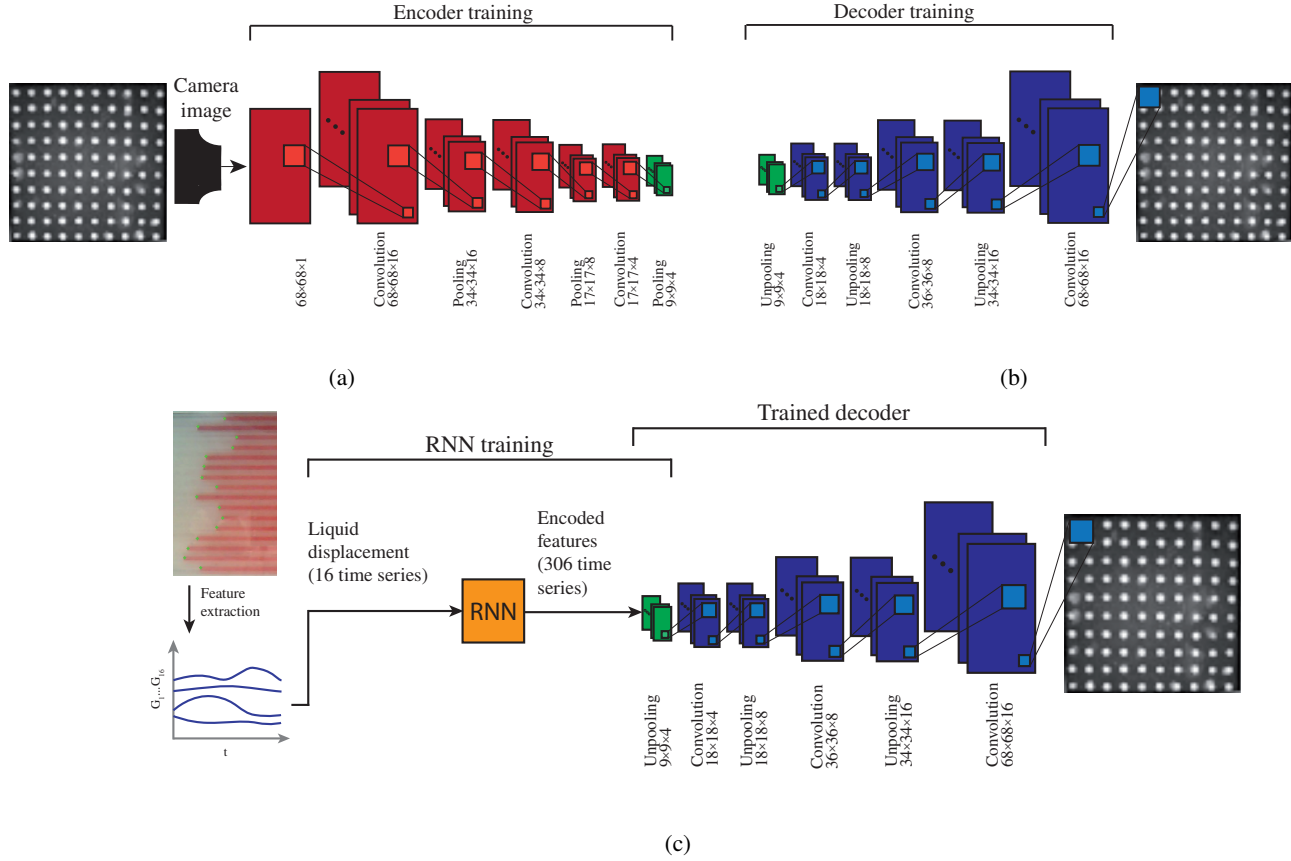 Encoder training
Decoder training
Camera
image
68×68×1
Convolution
68×68×16
Pooling
34×34×16
Convolution
34×34×8
Pooling
17×17×8
Convolution
17×17×4
Pooling
9×9×4
Unpooling
9×9×4
Convolution
18×18×4
Unpooling
18×18×8
Convolution
36×36×8
Unpooling
34×34×16
Convolution
68×68×16
(a)
(b)
Trained decoder
RNN training
Liquid
displacement
(16 time series)
Encoded
features
(306 time
series)
Feature
extraction
RNN
G1...G16
t
Unpooling
9×9×4
Convolution
18×18×4
Unpooling
18×18×8
Convolution
36×36×8
Unpooling
34×34×16
Convolution
68×68×16
(c)